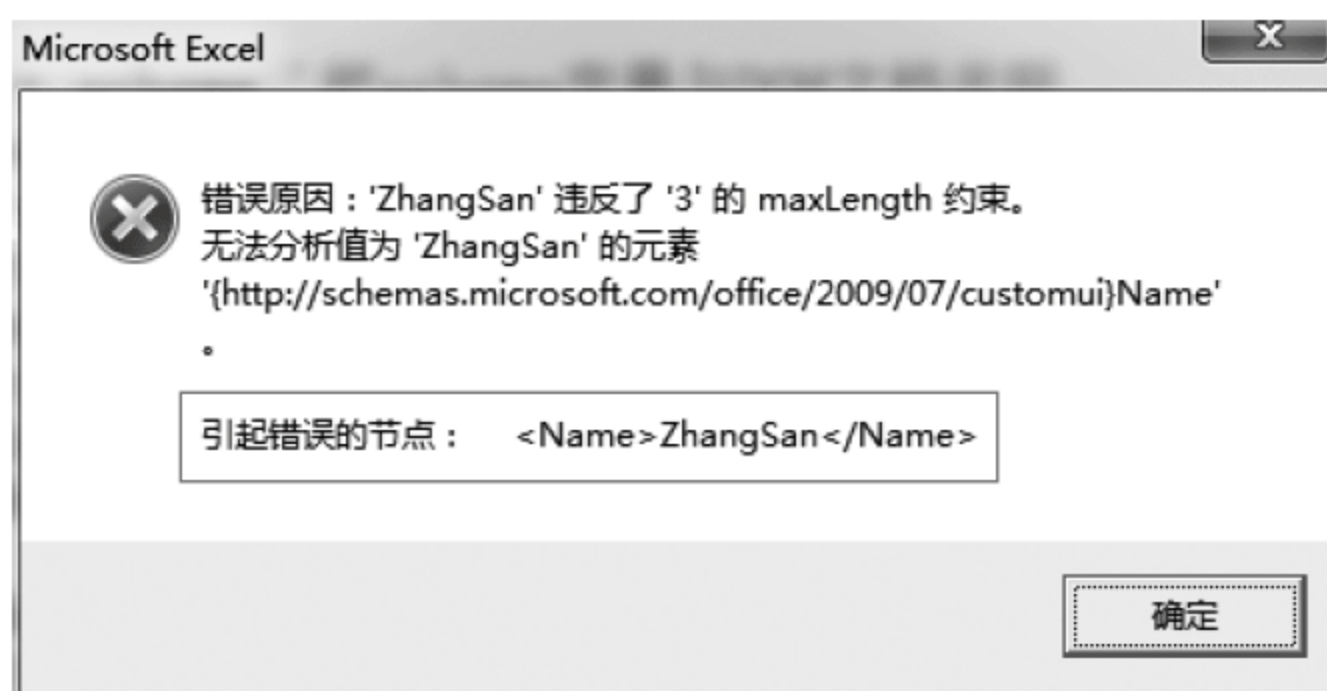 Microsoft Excel
错误原因：'ZhangSan' 违反了 '3' 的 maxLength 约束。
无法分析值为 'ZhangSan' 的元素
'{http://schemas.microsoft.com/office/2009/07/customui}Name'
。
引起错误的节点： <Name>ZhangSan</Name>
确定